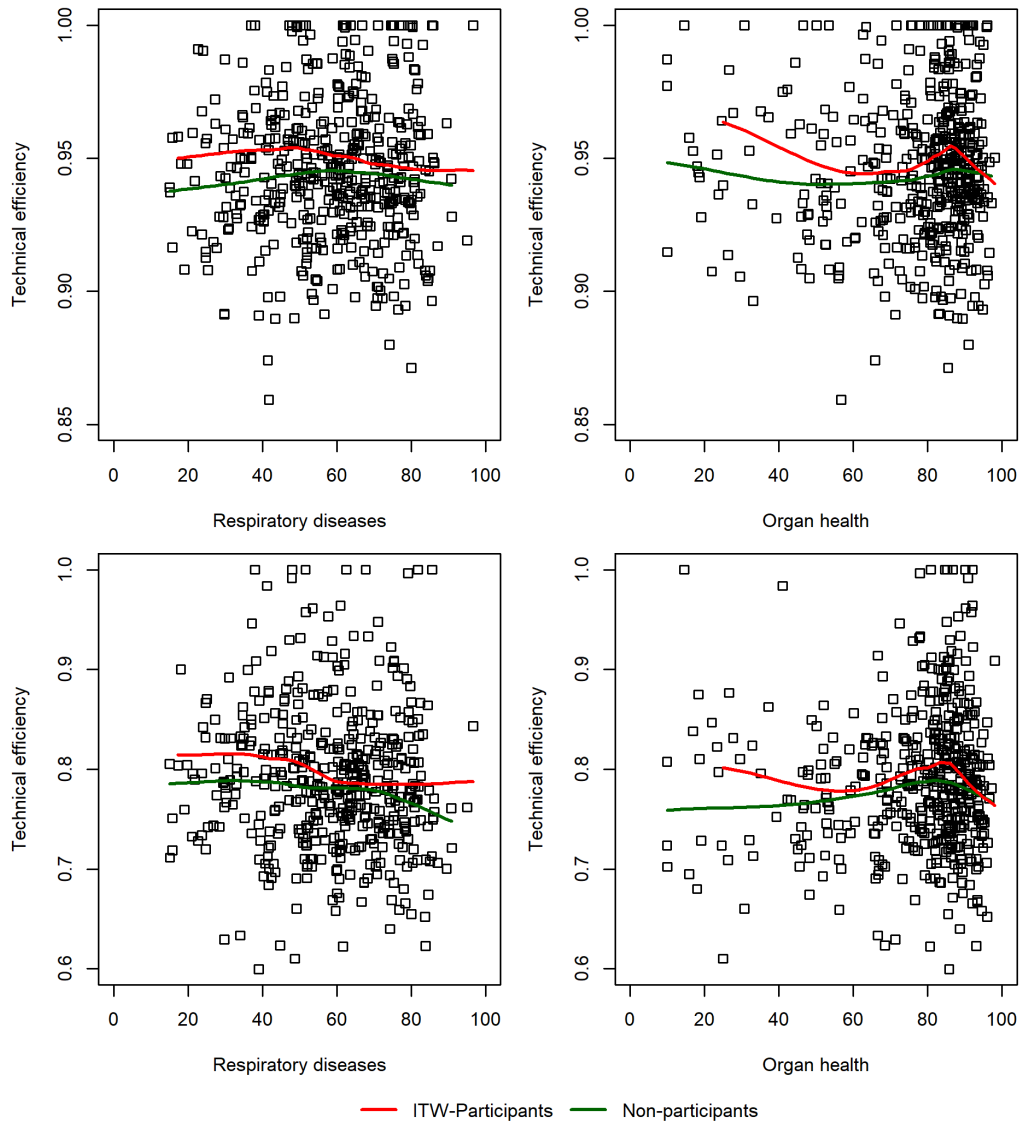 1.00
0.95
0.90
0.85
Technical efficiency
0 20 40 60 80 100
Respiratory diseases
1.00
0.95
0.90
0.85
Technical efficiency
0 20 40 60 80 100
Organ health
1.0
0.9
0.8
0.7
0.6
Technical efficiency
0 20 40 60 80 100
Respiratory diseases
1.0
0.9
0.8
0.7
0.6
Technical efficiency
0 20 40 60 80 100
Organ health
ITW-Participants Non-participants